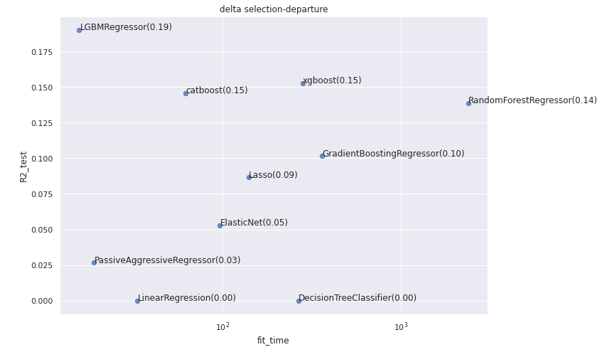 delta selection-departure
LGBMRegressor(0.19)
0.175
xgboost(0.15)
0.150
catboost(0.15)
RandomForestRegressor(0.14)
0.125
GradientBoostingRegressor(0.10)
0.100
Lasso(0.09)
R2_test
0.075
ElasticNet(0.05)
0.050
PassiveAggressiveRegressor(0.03)
0.025
LinearRegression(0.00) DecisionTreeClassifier(0.00)
0.000
10² 10³
fit_time